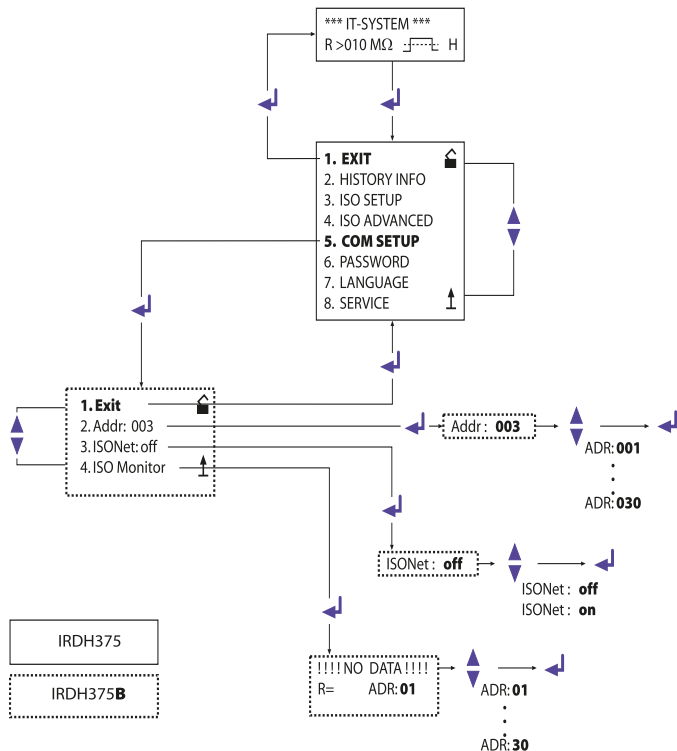 *** IT-SYSTEM ***
R >010 MΩ H
1. EXIT
2. HISTORY INFO
3. ISO SETUP
4. ISO ADVANCED
5. COM SETUP
6. PASSWORD
7. LANGUAGE
8. SERVICE
1. Exit
2. Addr: 003
3. ISONet: off
4. ISO Monitor
Addr: 003
ADR: 001
.
.
.
ADR: 030
ISONet : off
ISONet : off
ISONet : on
!!!! NO DATA !!!!
R= ADR: 01
ADR: 01
.
.
ADR: 30
IRDH375
IRDH375B